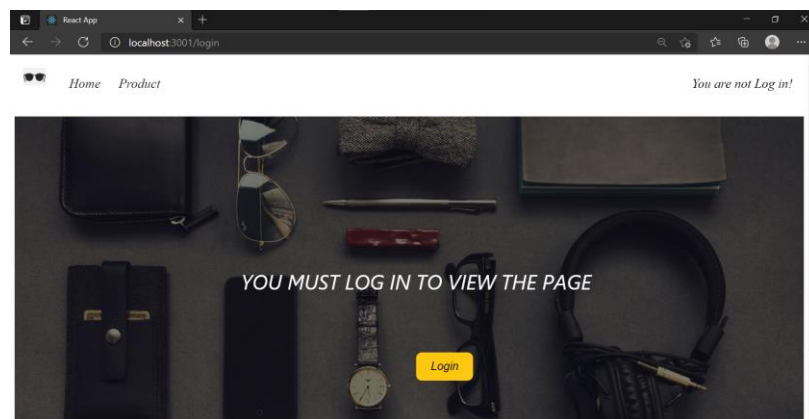 React App
localhost:3001/login
Home Product You are not Log in!
YOU MUST LOG IN TO VIEW THE PAGE
Login